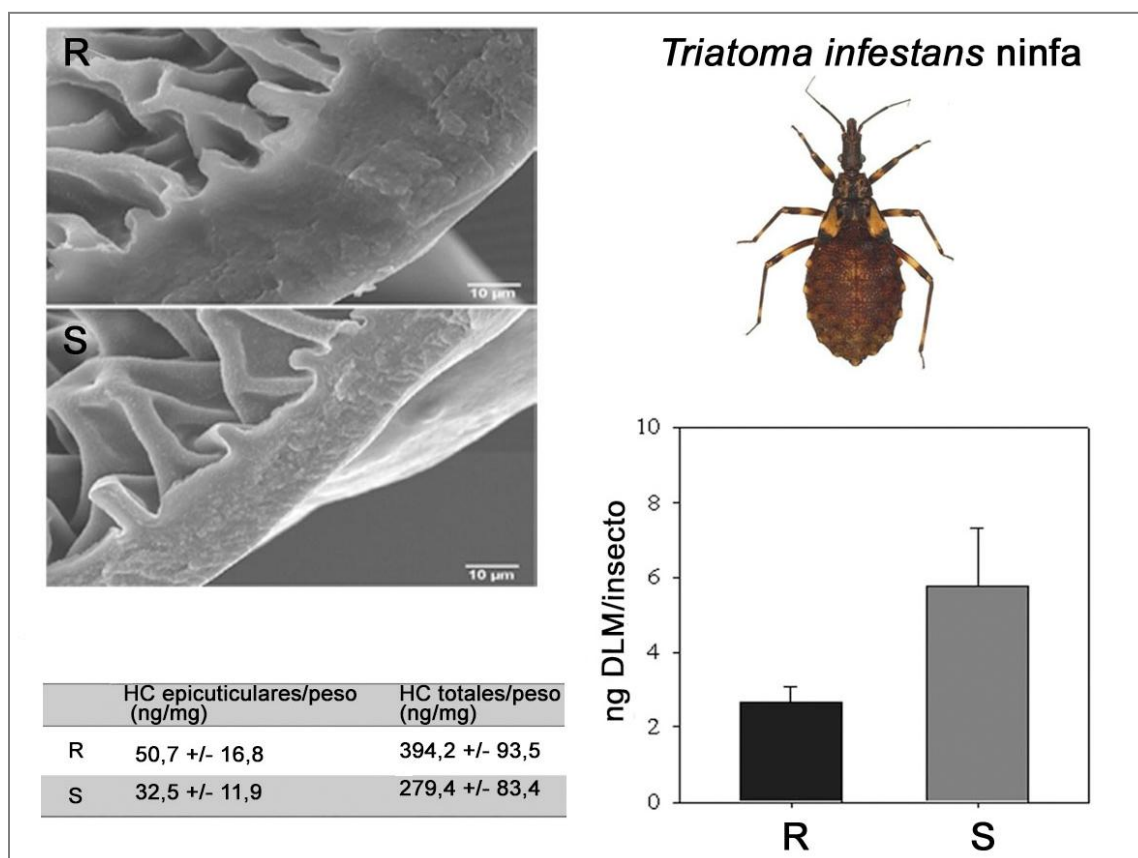 R
10 µm
S
10 µm
HC epicuticulares/peso
(ng/mg)
HC totales/peso
(ng/mg)
R
50,7 +/- 16,8
394,2 +/- 93,5
S
32,5 +/- 11,9
279,4 +/- 83,4
Triatoma infestans ninfa
ng DLM/insecto
10
8
6
4
2
0
R
S